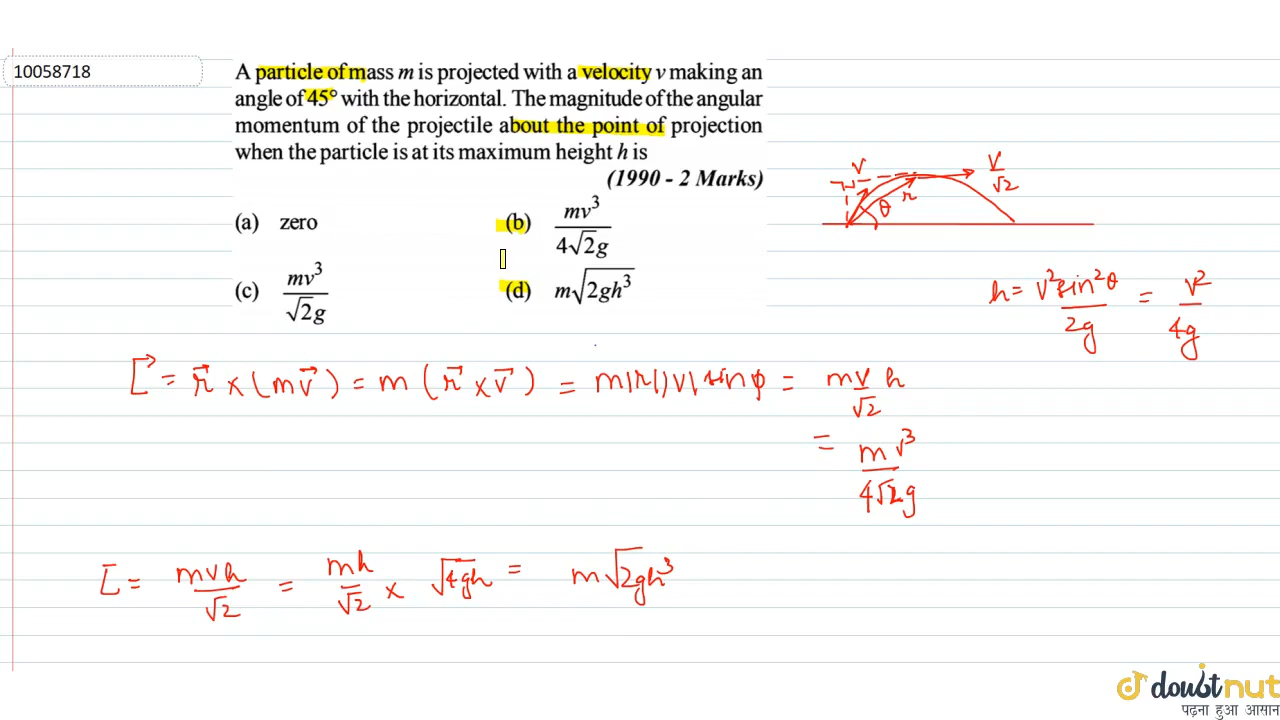 10058718
A particle of mass m is projected with a velocity v making an
angle of 45° with the horizontal. The magnitude of the angular
momentum of the projectile about the point of projection
when the particle is at its maximum height h is
(1990 - 2 Marks)
(a) zero (b) mv³/4√2g
(c) mv³/√2g (d) m√2gh³
v v/√2
θ r
h = v² sin²θ/2g = v²/4g
L⃗ = r⃗ × (mv⃗) = m(r⃗ × v⃗) = m|r||v| sin φ = mv/√2 h
= mv³/4√2g
L = mvh/√2 = mh/√2 × √4gh = m√2gh³
doubtnut
पढ़ना हुआ आसान